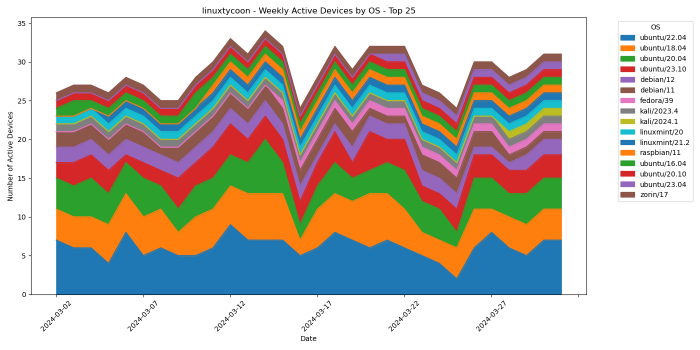 linuxtycoon - Weekly Active Devices by OS - Top 25
Number of Active Devices
35
30
25
20
15
10
5
0
2024-03-02
2024-03-07
2024-03-12
2024-03-17
2024-03-22
2024-03-27
Date
OS
ubuntu/22.04
ubuntu/18.04
ubuntu/20.04
ubuntu/23.10
debian/12
debian/11
fedora/39
kali/2023.4
kali/2024.1
linuxmint/20
linuxmint/21.2
raspbian/11
ubuntu/16.04
ubuntu/20.10
ubuntu/23.04
zorin/17